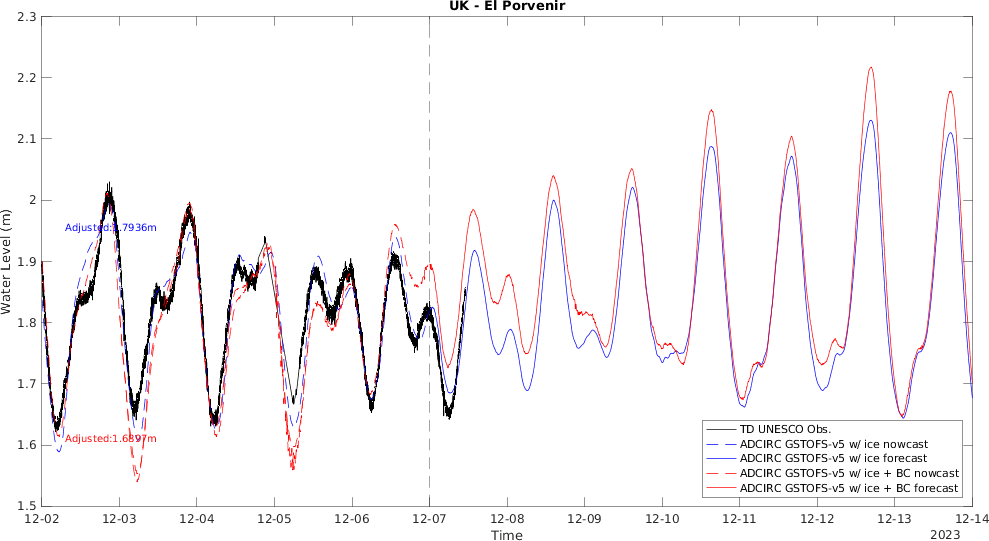 UK - El Porvenir
2.3
2.2
2.1
2
1.9
1.8
1.7
1.6
1.5
Water Level (m)
Adjusted:
Adjusted:
TD UNESCO Obs.
ADCIRC GSTOFS-v5 w/ ice nowcast
ADCIRC GSTOFS-v5 w/ ice forecast
ADCIRC GSTOFS-v5 w/ ice + BC nowcast
ADCIRC GSTOFS-v5 w/ ice + BC forecast
12-02 12-03 12-04 12-05 12-06 12-07 12-08 12-09 12-10 12-11 12-12 12-13 12-14
Time
2023